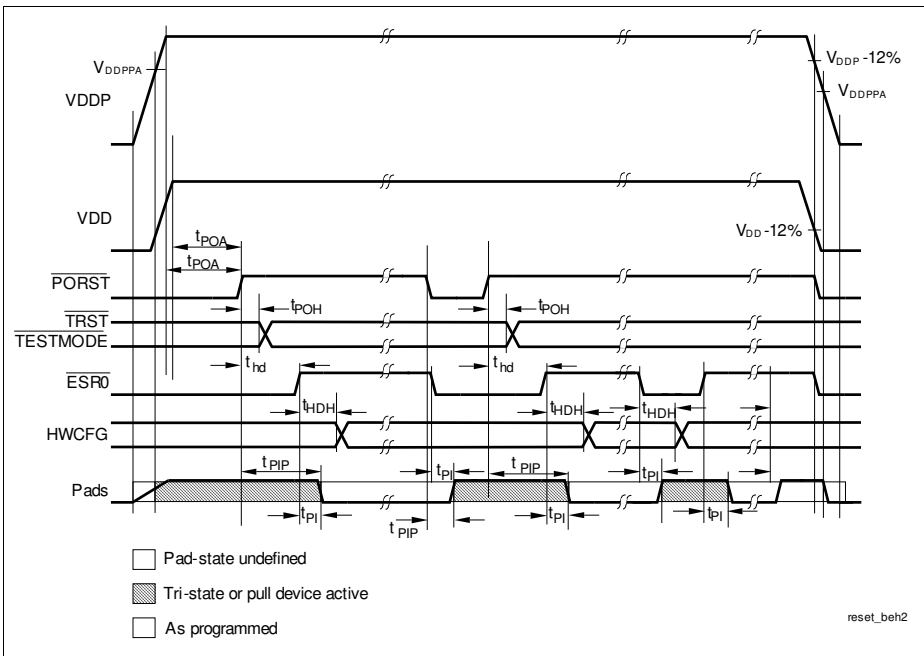 VDDPPA
VDDP
VDDP -12%
VDDPPA
VDD
VDD -12%
tPOA
tPOA
PORST
tPOH
tPOH
TRST
TESTMODE
thd
thd
ESR0
tHDH
tHDH
tHDH
HWCFG
tPIP
tPI
tPIP
tPI
Pads
tPI
tPIP
tPI
tPI
Pad-state undefined
Tri-state or pull device active
As programmed
reset_beh2